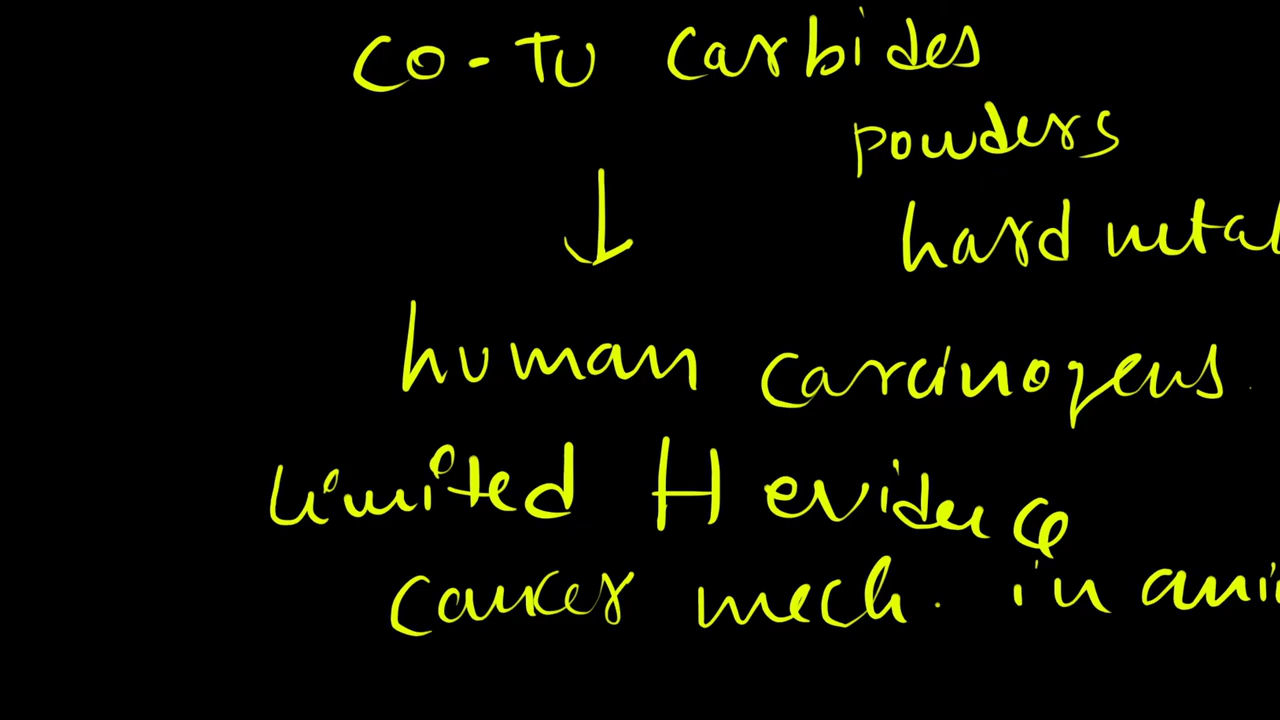 Co-TU Carbides
powders
hard metal
human carcinogens
limited H evidence
cancer mech. in ani